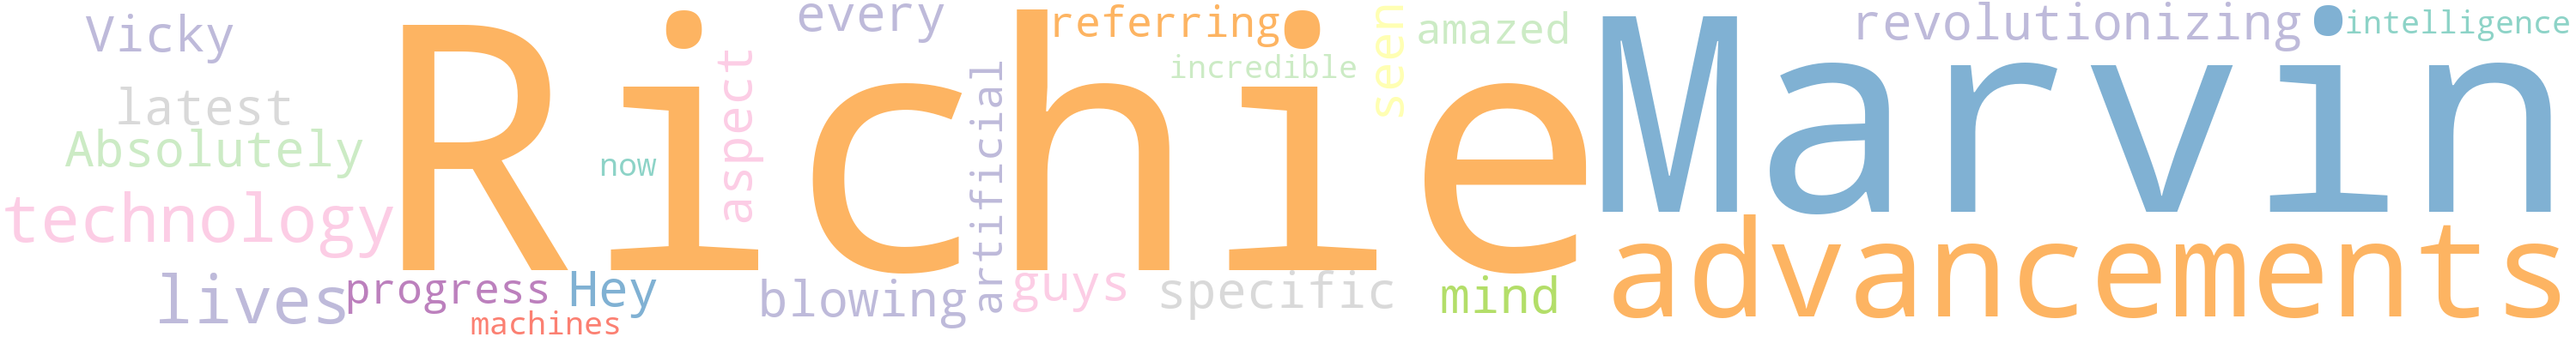 Vicky
every
referring
seen
amazed
revolutionizing
intelligence
latest
Absolutely
Richie
Marvin
aspect
incredible
now
artificial
technology
advancements
lives
progress
Hey
machines
blowing
guys
specific
mind